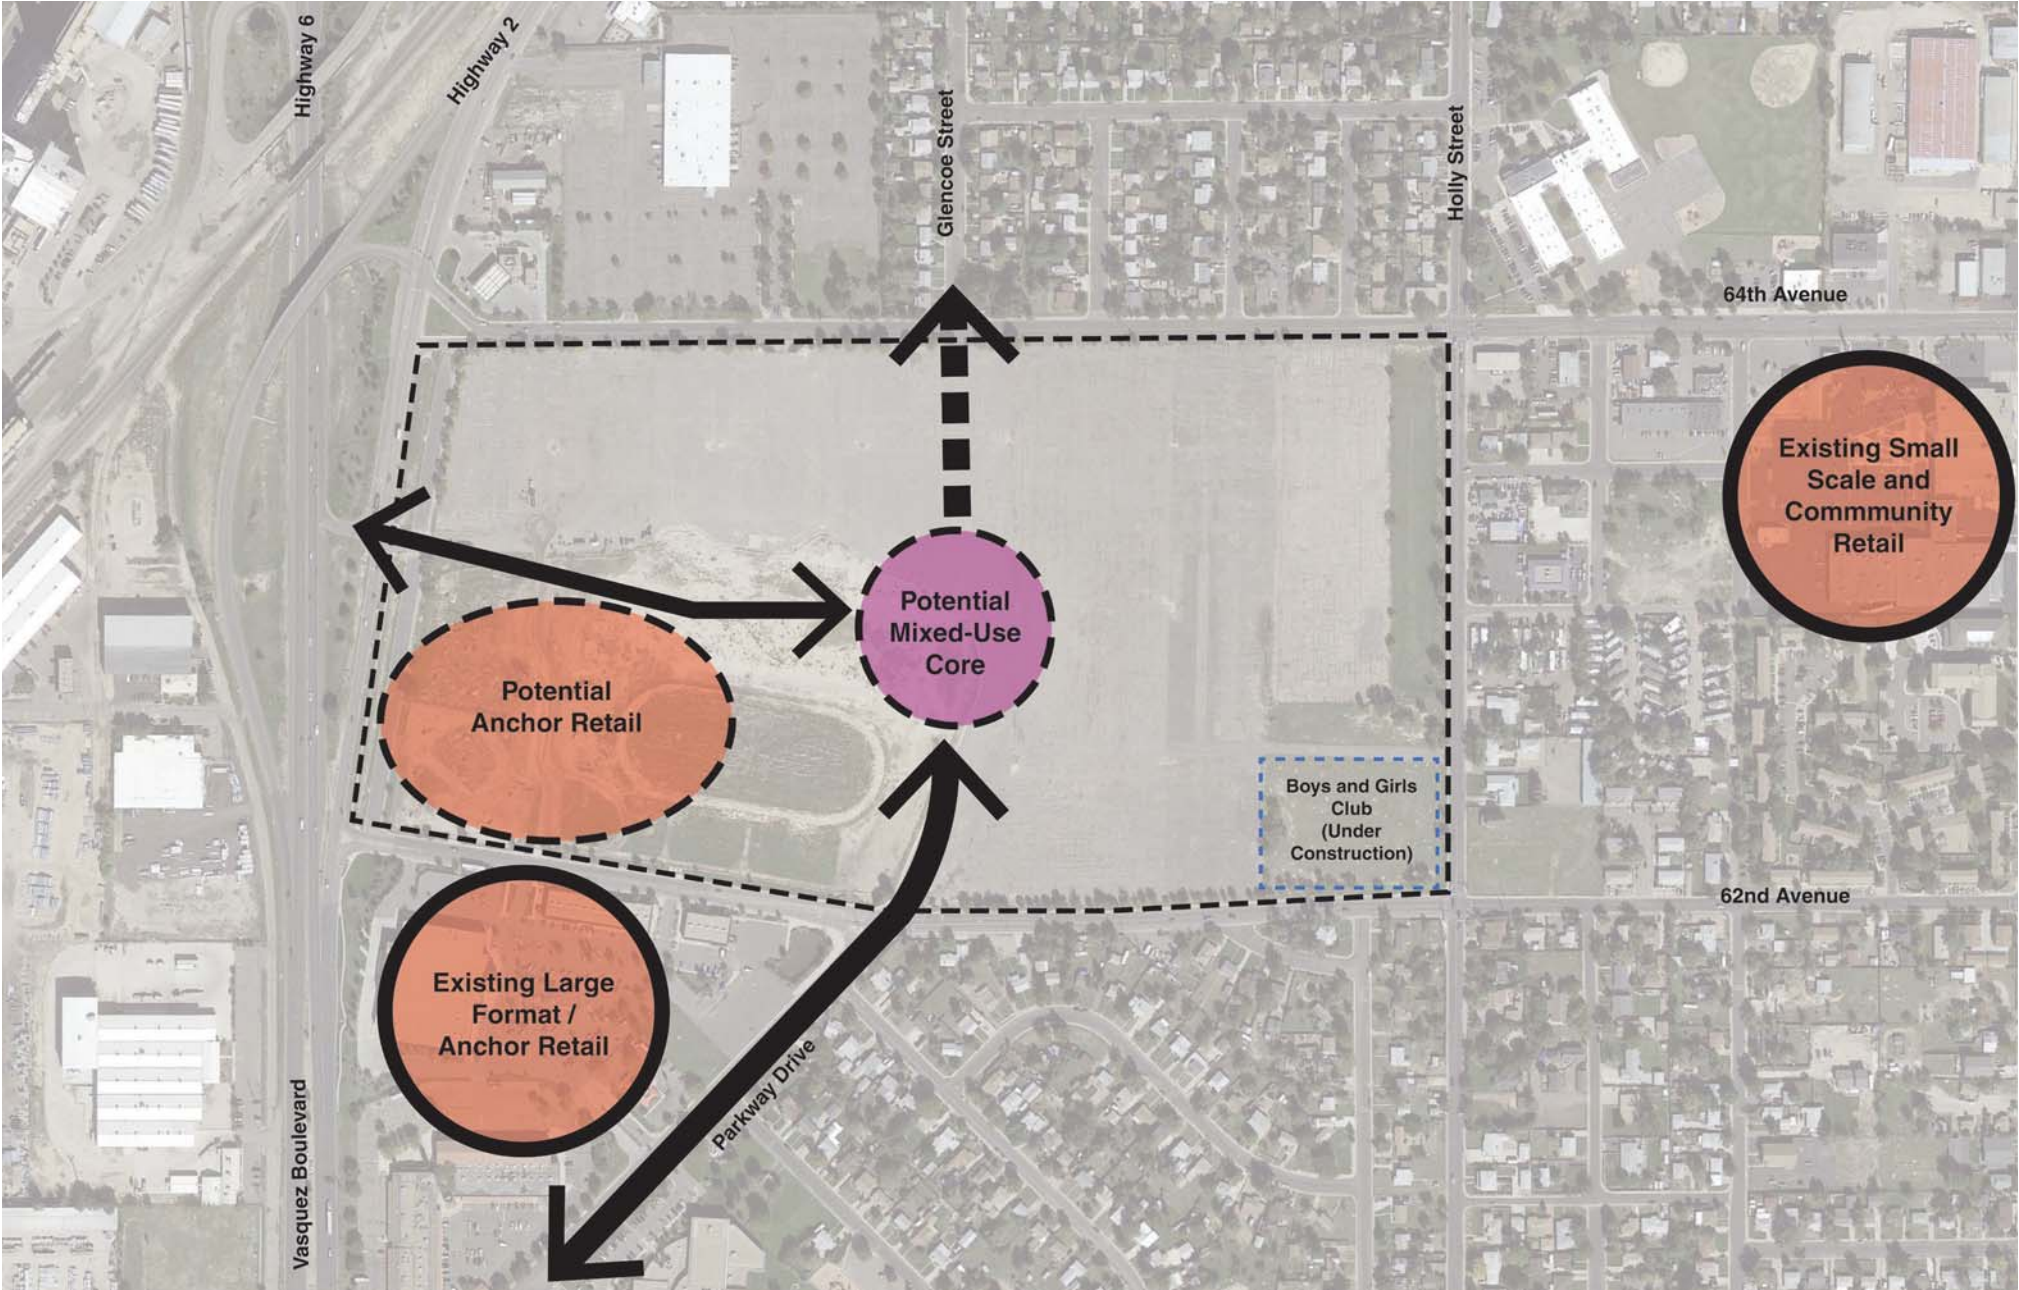 Highway 6
Highway 2
Glencoe Street
Holly Street
64th Avenue
Existing Small
Scale and
Commmunity
Retail
Potential
Mixed-Use
Core
Potential
Anchor Retail
Boys and Girls
Club
(Under
Construction)
62nd Avenue
Existing Large
Format /
Anchor Retail
Parkway Drive
Vasquez Boulevard